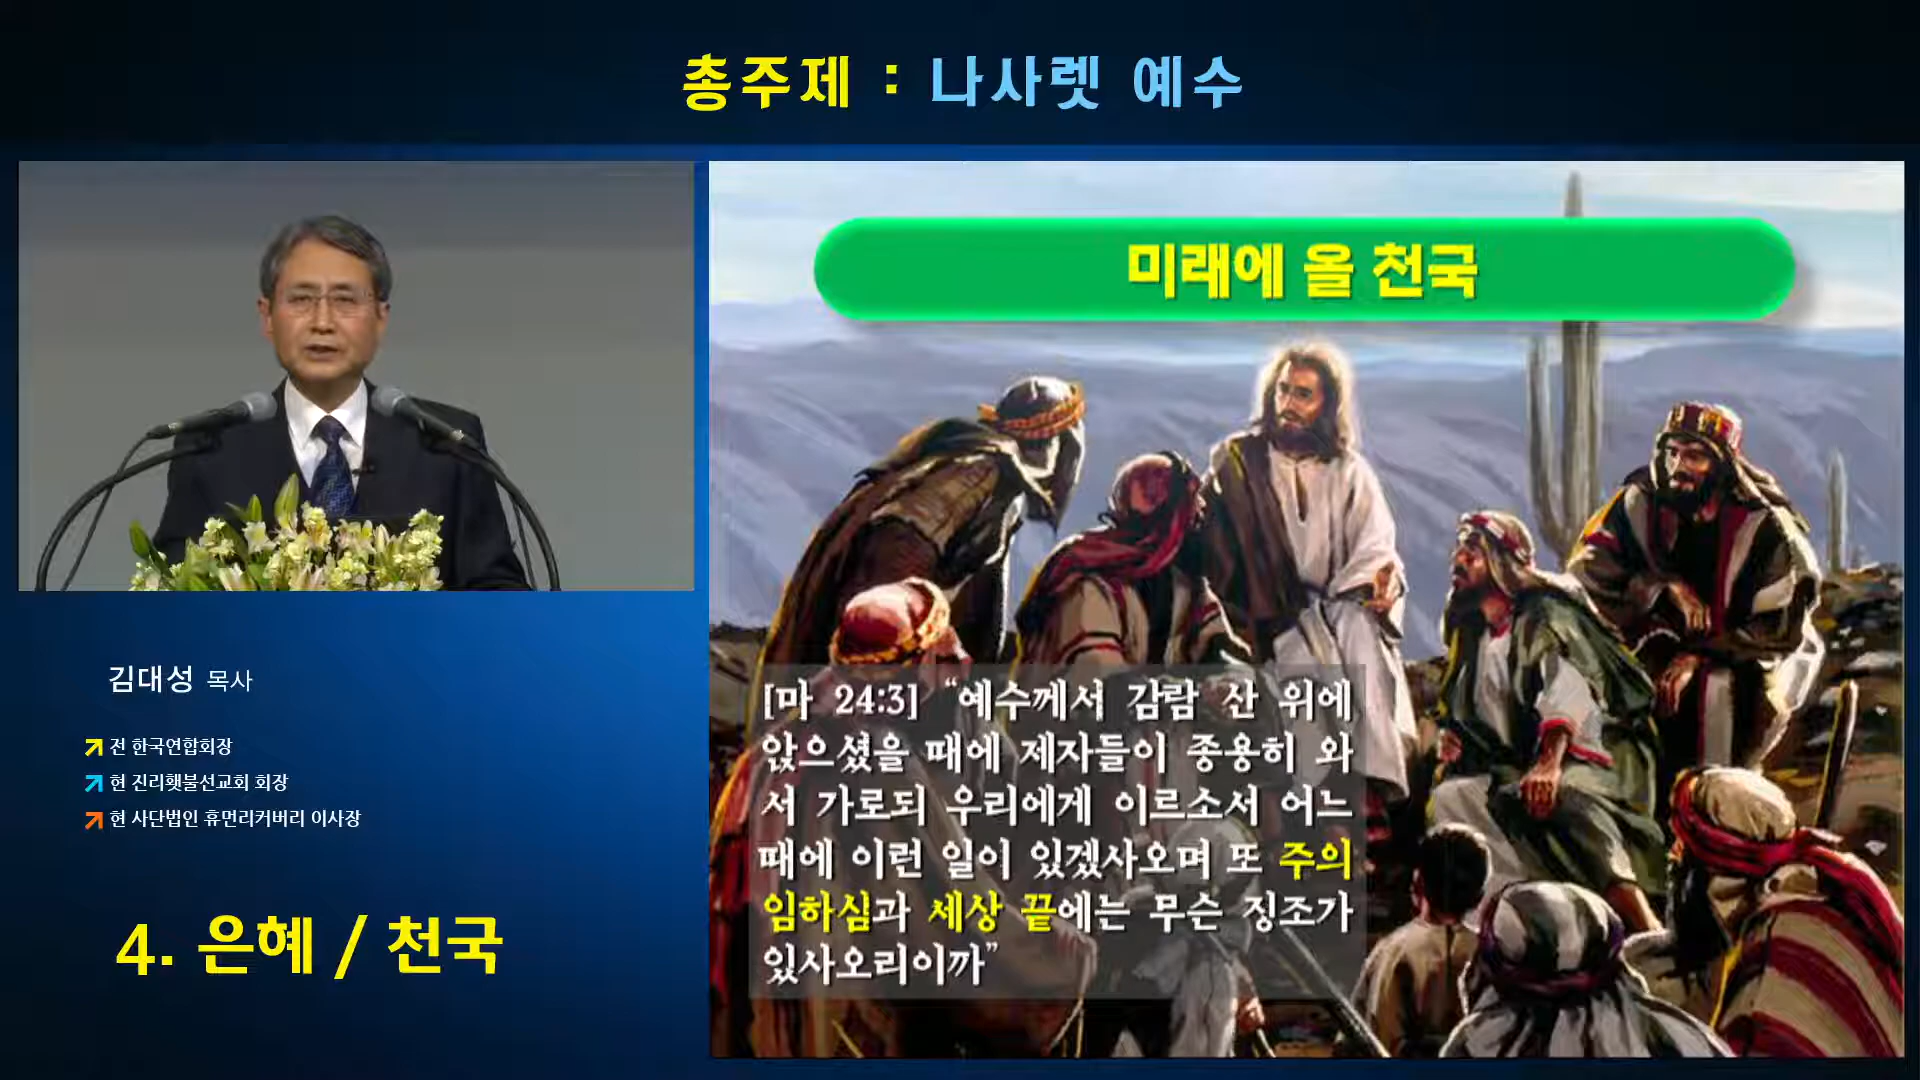 총주제 : 나사렛 예수
미래에 올 천국
[마 24:3] “예수께서 감람 산 위에
앉으셨을 때에 제자들이 종용히 와
서 가로되 우리에게 이르소서 어느
때에 이런 일이 있겠사오며 또 주의
임하심과 세상 끝에는 무슨 징조가
있사오리이까”
김대성 목사
전 한국연합회장
현 진리횃불선교회 회장
현 사단법인 휴먼리커버리 이사장
4. 은혜 / 천국